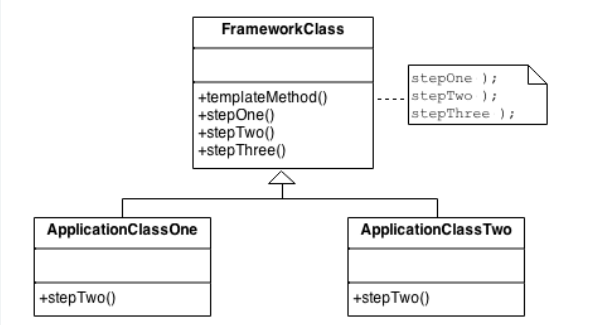 FrameworkClass
+templateMethod()
+stepOne()
+stepTwo()
+stepThree()
stepOne );
stepTwo );
stepThree );
ApplicationClassOne
+stepTwo()
ApplicationClassTwo
+stepTwo()